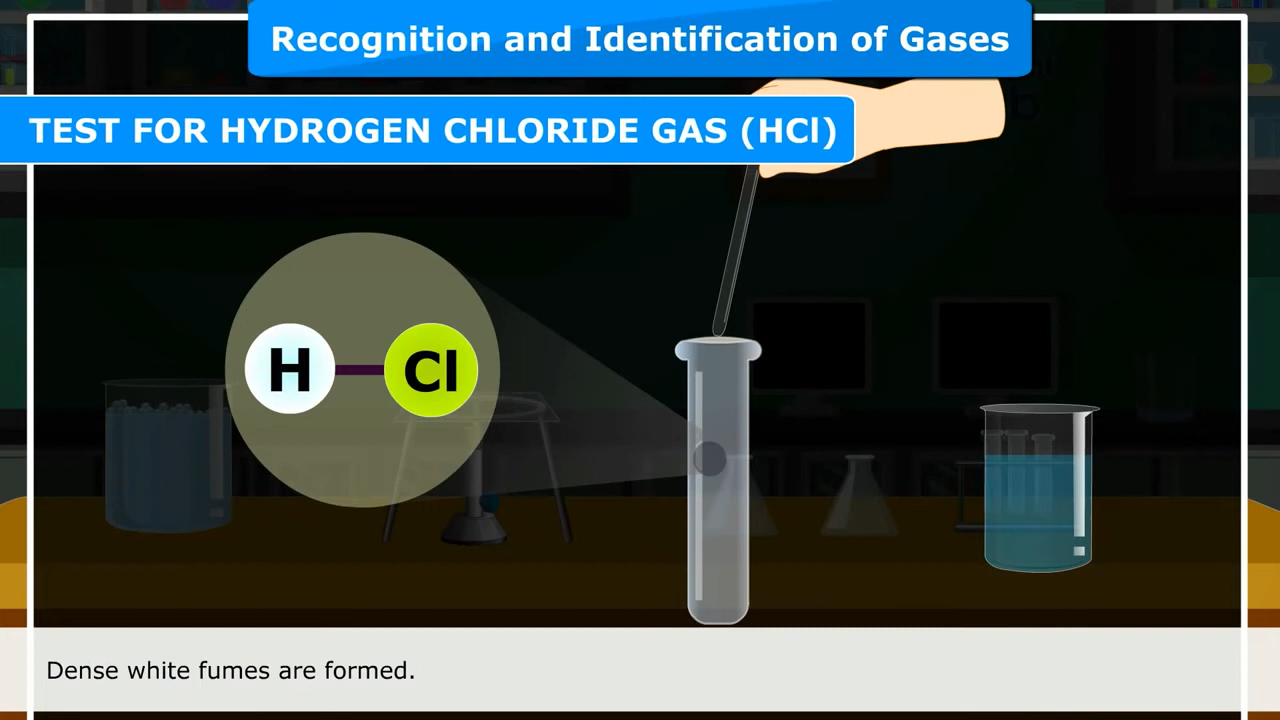 Recognition and Identification of Gases
TEST FOR HYDROGEN CHLORIDE GAS (HCl)
H
Cl
Dense white fumes are formed.